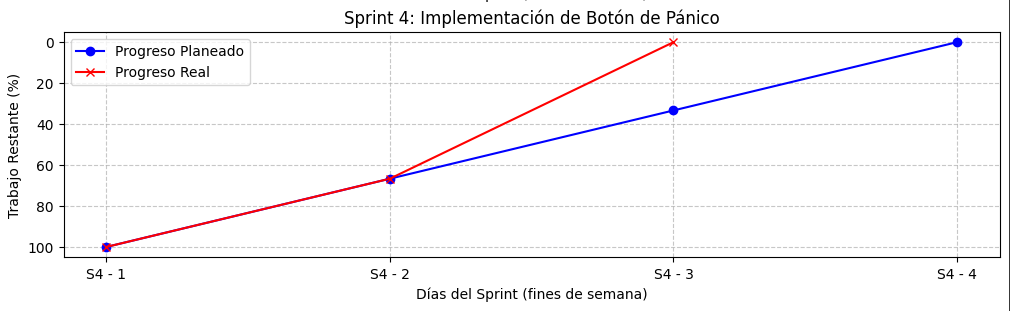 Sprint 4: Implementación de Botón de Pánico
Progreso Planeado
Progreso Real
Trabajo Restante (%)
0
20
40
60
80
100
S4 - 1
S4 - 2
S4 - 3
S4 - 4
Días del Sprint (fines de semana)